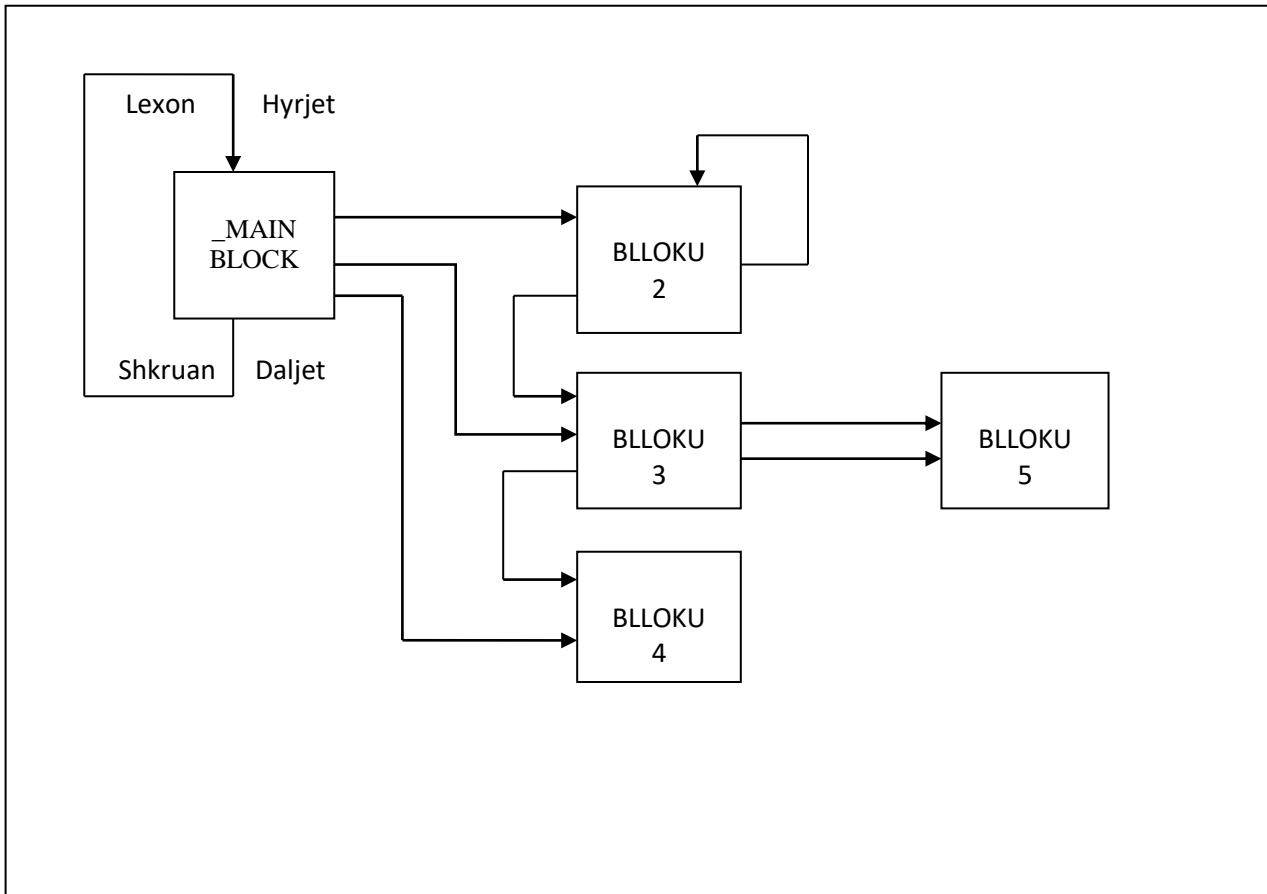 Lexon Hyrjet
_MAIN
BLOCK
BLLOKU
2
Shkruan Daljet
BLLOKU
3
BLLOKU
5
BLLOKU
4